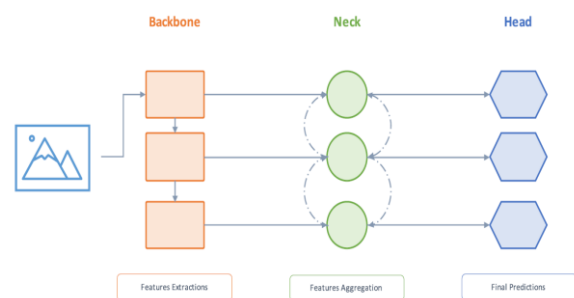 Backbone
Neck
Head
Features Extractions
Features Aggregation
Final Predictions